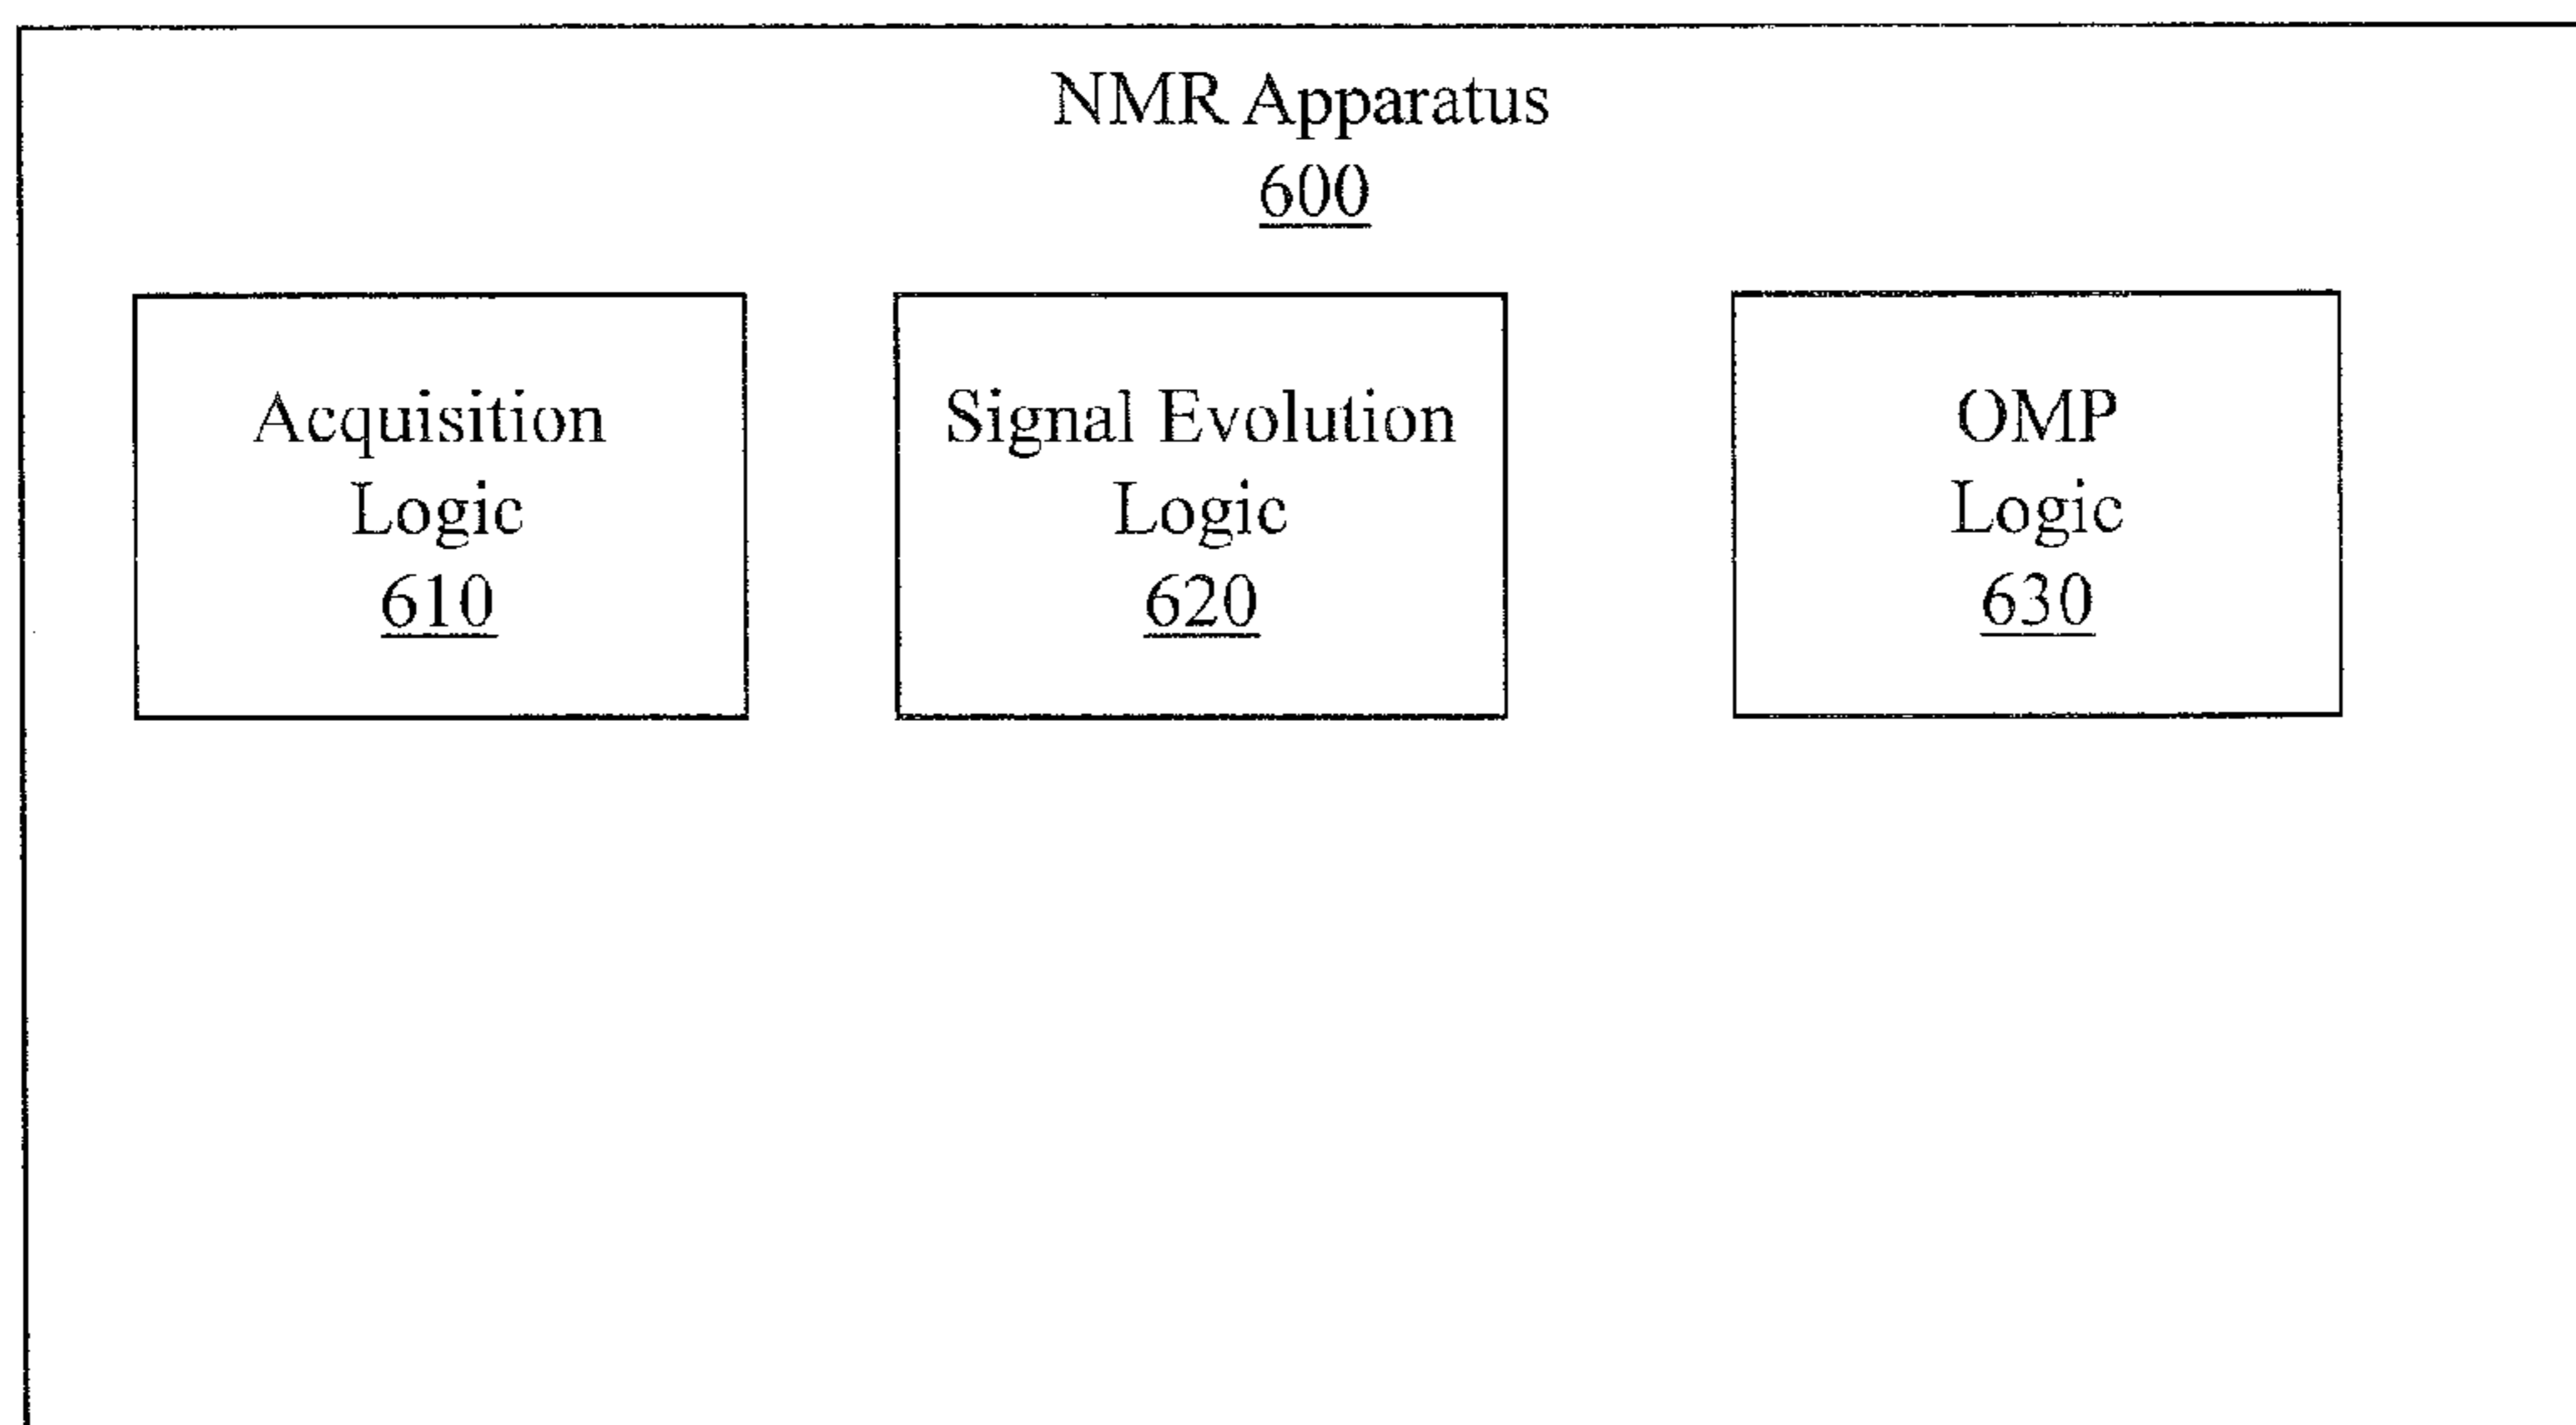 NMR Apparatus
600
Acquisition
Logic
610
Signal Evolution
Logic
620
OMP
Logic
630